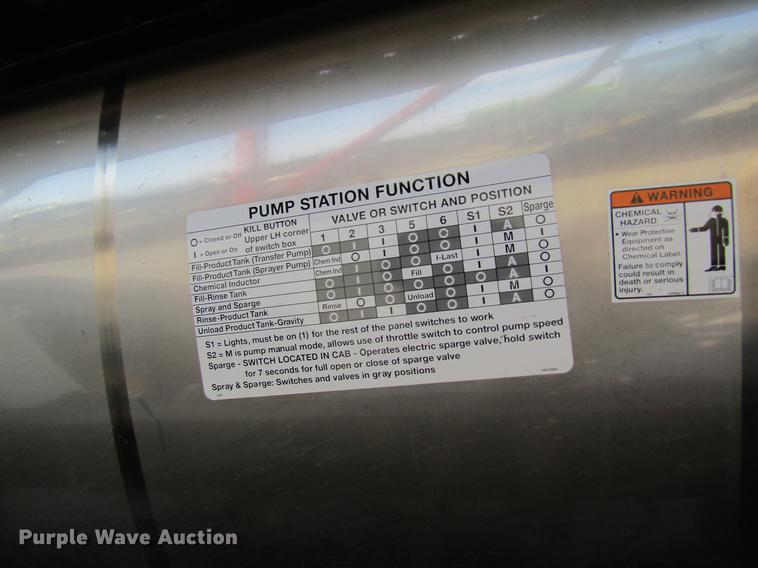 PUMP STATION FUNCTION
KILL BUTTON
Upper LH corner
of switch box
O = Closed or Off
I = Open or On
VALVE OR SWITCH AND POSITION
1 2 3 5 6 S1 S2 Sparge
Fill-Product Tank (Transfer Pump)
Fill-Product Tank (Sprayer Pump)
Chemical Inductor
Fill-Rinse Tank
Spray and Sparge
Rinse-Product Tank
Unload Product Tank-Gravity
Chem Ind
Chem Ind
I-Last
Fill
Rinse
Unload
S1 = Lights, must be on (1) for the rest of the panel switches to work
S2 = M is pump manual mode, allows use of throttle switch to control pump speed
Sparge - SWITCH LOCATED IN CAB - Operates electric sparge valve, hold switch
for 7 seconds for full open or close of sparge valve
Spray & Sparge: Switches and valves in gray positions
WARNING
CHEMICAL
HAZARD
• Wear Protective
Equipment as
directed on
Chemical Label.
Failure to comply
could result in
death or serious
injury.
Purple Wave Auction